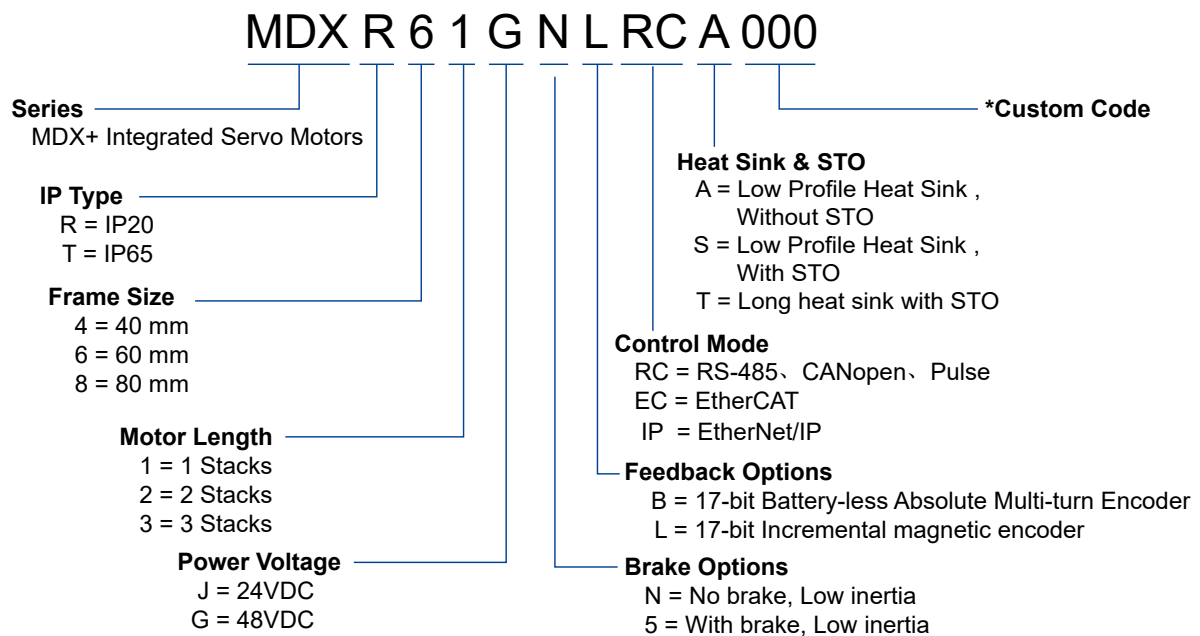 MDX R 6 1 G N L RC A 000
Series
MDX+ Integrated Servo Motors
IP Type
R = IP20
T = IP65
Frame Size
4 = 40 mm
6 = 60 mm
8 = 80 mm
Motor Length
1 = 1 Stacks
2 = 2 Stacks
3 = 3 Stacks
Power Voltage
J = 24VDC
G = 48VDC
*Custom Code
Heat Sink & STO
A = Low Profile Heat Sink ,
Without STO
S = Low Profile Heat Sink ,
With STO
T = Long heat sink with STO
Control Mode
RC = RS-485、CANopen、Pulse
EC = EtherCAT
IP = EtherNet/IP
Feedback Options
B = 17-bit Battery-less Absolute Multi-turn Encoder
L = 17-bit Incremental magnetic encoder
Brake Options
N = No brake, Low inertia
5 = With brake, Low inertia